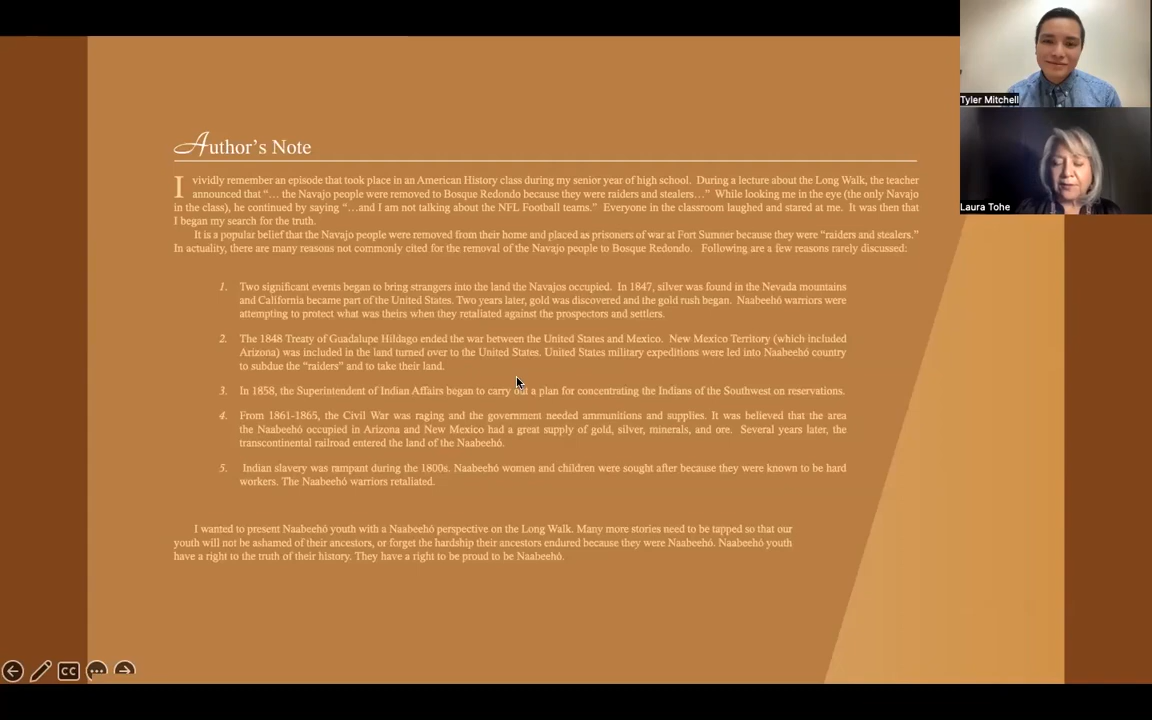 Author's Note
I vividly remember an episode that took place in an American History class during my senior year of high school. During a lecture about the Long Walk, the teacher
announced that “… the Navajo people were removed to Bosque Redondo because they were raiders and stealers…” While looking me in the eye (the only Navajo
in the class), he continued by saying “…and I am not talking about the NFL Football teams.” Everyone in the classroom laughed and stared at me. It was then that
I began my search for the truth.
It is a popular belief that the Navajo people were removed from their home and placed as prisoners of war at Fort Sumner because they were “raiders and stealers.”
In actuality, there are many reasons not commonly cited for the removal of the Navajo people to Bosque Redondo. Following are a few reasons rarely discussed:
1. Two significant events began to bring strangers into the land the Navajos occupied. In 1847, silver was found in the Nevada mountains
and California became part of the United States. Two years later, gold was discovered and the gold rush began. Naabeehó warriors were
attempting to protect what was theirs when they retaliated against the prospectors and settlers.
2. The 1848 Treaty of Guadalupe Hildago ended the war between the United States and Mexico. New Mexico Territory (which included
Arizona) was included in the land turned over to the United States. United States military expeditions were led into Naabeehó country
to subdue the “raiders” and to take their land.
3. In 1858, the Superintendent of Indian Affairs began to carry out a plan for concentrating the Indians of the Southwest on reservations.
4. From 1861-1865, the Civil War was raging and the government needed ammunitions and supplies. It was believed that the area
the Naabeehó occupied in Arizona and New Mexico had a great supply of gold, silver, minerals, and ore. Several years later, the
transcontinental railroad entered the land of the Naabeehó.
5. Indian slavery was rampant during the 1800s. Naabeehó women and children were sought after because they were known to be hard
workers. The Naabeehó warriors retaliated.
I wanted to present Naabeehó youth with a Naabeehó perspective on the Long Walk. Many more stories need to be tapped so that our
youth will not be ashamed of their ancestors, or forget the hardship their ancestors endured because they were Naabeehó. Naabeehó youth
have a right to the truth of their history. They have a right to be proud to be Naabeehó.
Tyler Mitchell
Laura Tohe
CC